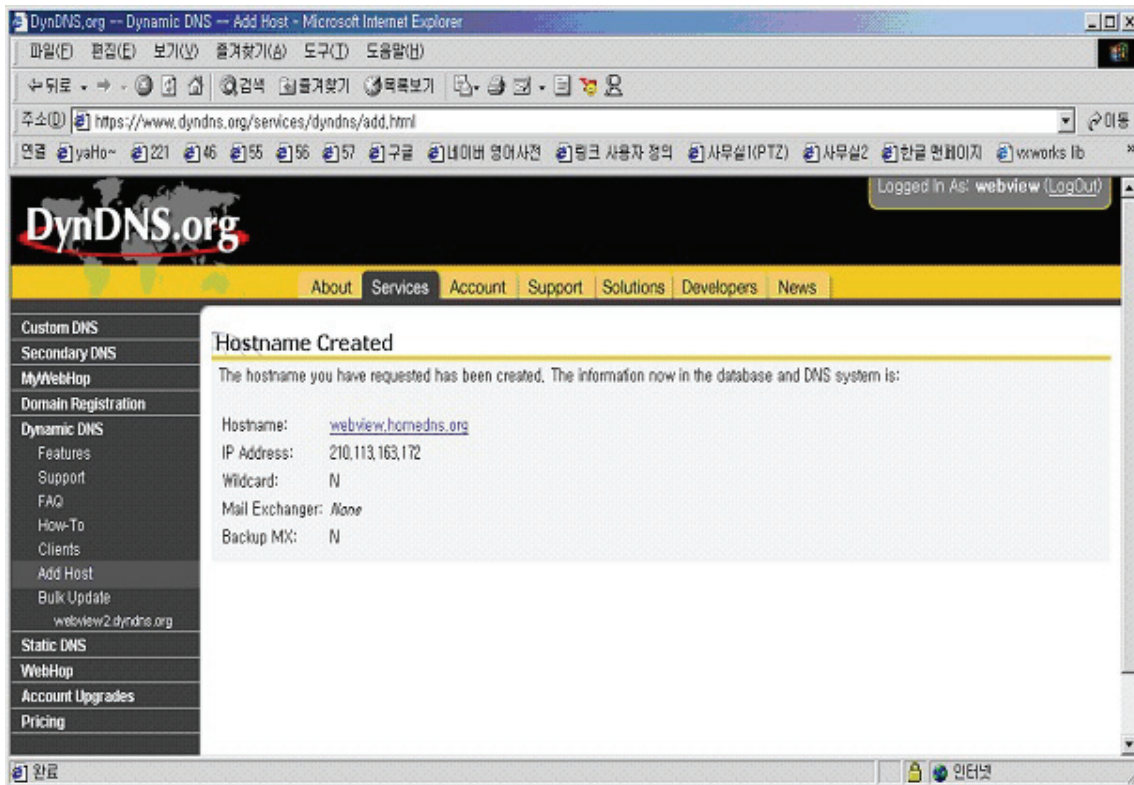 DynDNS.org -- Dynamic DNS -- Add Host - Microsoft Internet Explorer
파일(F) 편집(E) 보기(V) 즐겨찾기(A) 도구(T) 도움말(H)
뒤로 검색 즐겨찾기 목록보기
주소(D) https://www.dyndns.org/services/dyndns/add.html 이동
연결 yaHo~ 221 46 55 56 57 구글 네이버 영어사전 링크 사용자 정의 사무실1(PTZ) 사무실2 한글 맨페이지 vxworks lib »
Logged In As: webview (LogOut)
DynDNS.org
About Services Account Support Solutions Developers News
Custom DNS
Secondary DNS
MyWebHop
Domain Registration
Dynamic DNS
Features
Support
FAQ
How-To
Clients
Add Host
Bulk Update
webview2.dyndns.org
Static DNS
WebHop
Account Upgrades
Pricing
Hostname Created
The hostname you have requested has been created. The information now in the database and DNS system is:
Hostname: webview.homedns.org
IP Address: 210.113.163.172
Wildcard: N
Mail Exchanger: None
Backup MX: N
완료 인터넷